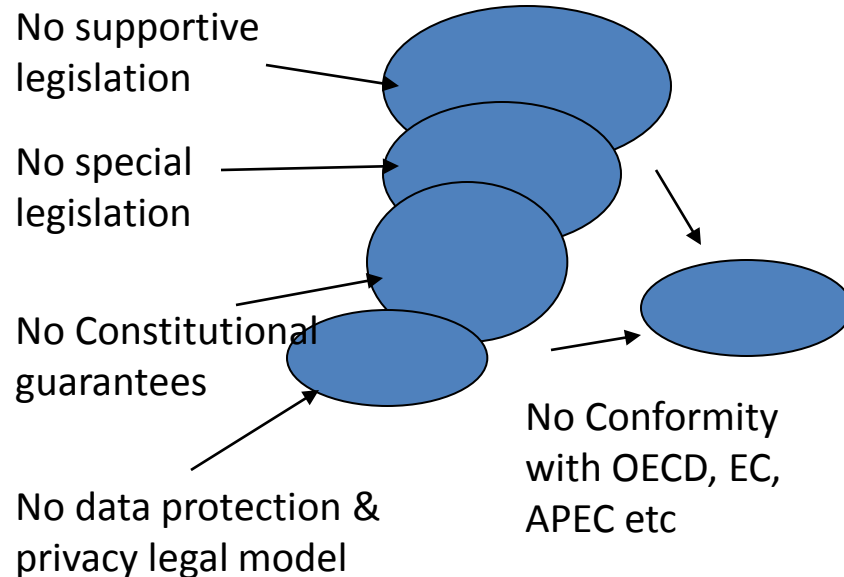 No supportive
legislation
No special
legislation
No Constitutional
guarantees
No data protection &
privacy legal model
No Conformity
with OECD, EC,
APEC etc